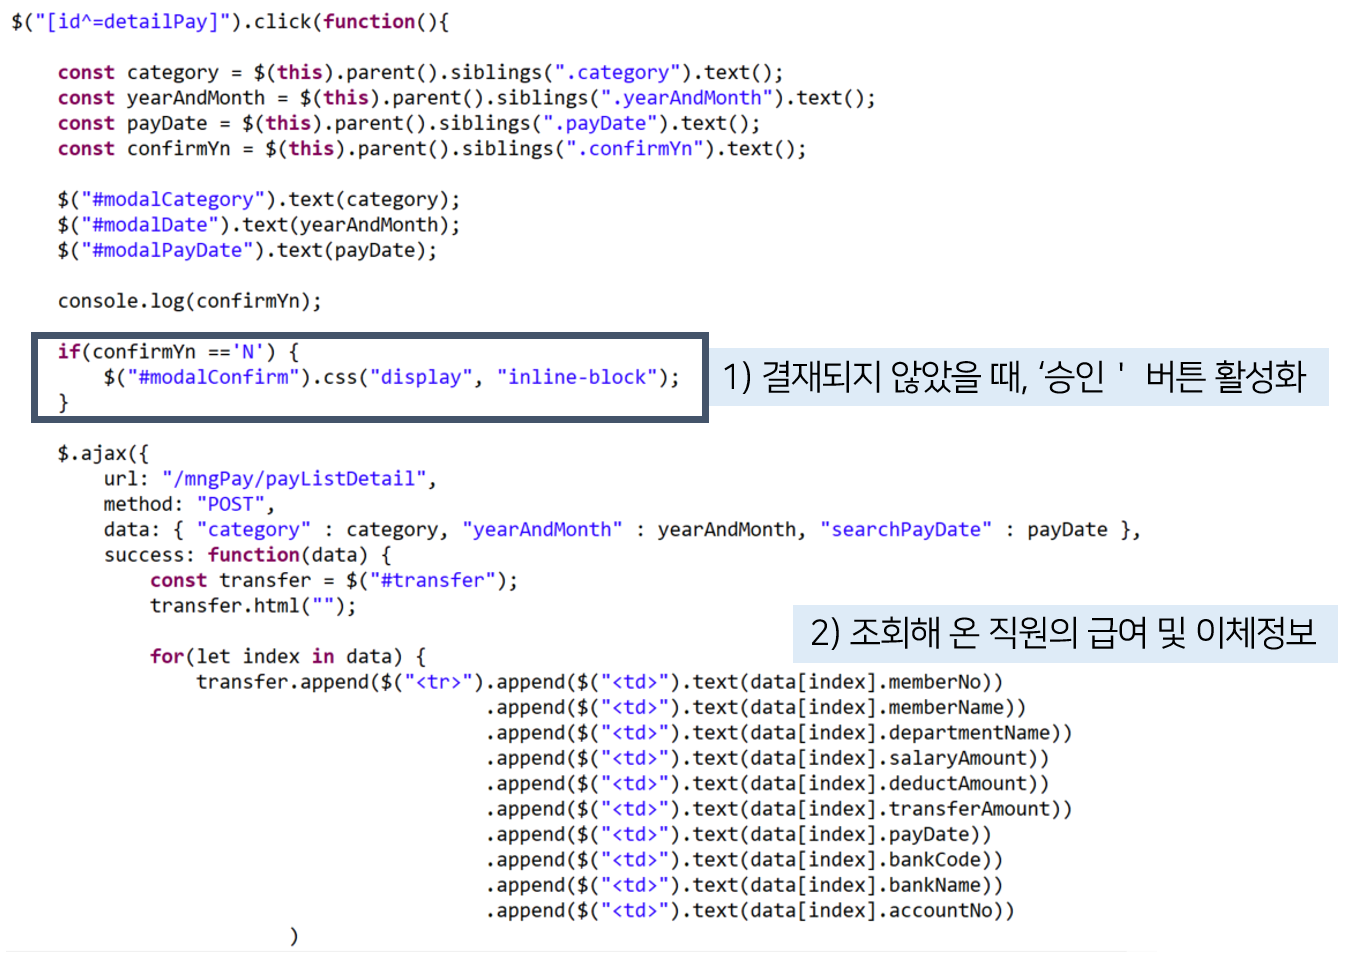 $("[id^=detailPay]").click(function(){
const category = $(this).parent().siblings(".category").text();
const yearAndMonth = $(this).parent().siblings(".yearAndMonth").text();
const payDate = $(this).parent().siblings(".payDate").text();
const confirmYn = $(this).parent().siblings(".confirmYn").text();
$("#modalCategory").text(category);
$("#modalDate").text(yearAndMonth);
$("#modalPayDate").text(payDate);
console.log(confirmYn);
if(confirmYn =='N') {
$("#modalConfirm").css("display", "inline-block");
}
1) 결재되지 않았을 때, ‘승인 ' 버튼 활성화
$.ajax({
url: "/mngPay/payListDetail",
method: "POST",
data: { "category" : category, "yearAndMonth" : yearAndMonth, "searchPayDate" : payDate },
success: function(data) {
const transfer = $("#transfer");
transfer.html("");
2) 조회해 온 직원의 급여 및 이체정보
for(let index in data) {
transfer.append($("<tr>").append($("<td>").text(data[index].memberNo))
.append($("<td>").text(data[index].memberName))
.append($("<td>").text(data[index].departmentName))
.append($("<td>").text(data[index].salaryAmount))
.append($("<td>").text(data[index].deductAmount))
.append($("<td>").text(data[index].transferAmount))
.append($("<td>").text(data[index].payDate))
.append($("<td>").text(data[index].bankCode))
.append($("<td>").text(data[index].bankName))
.append($("<td>").text(data[index].accountNo))
)